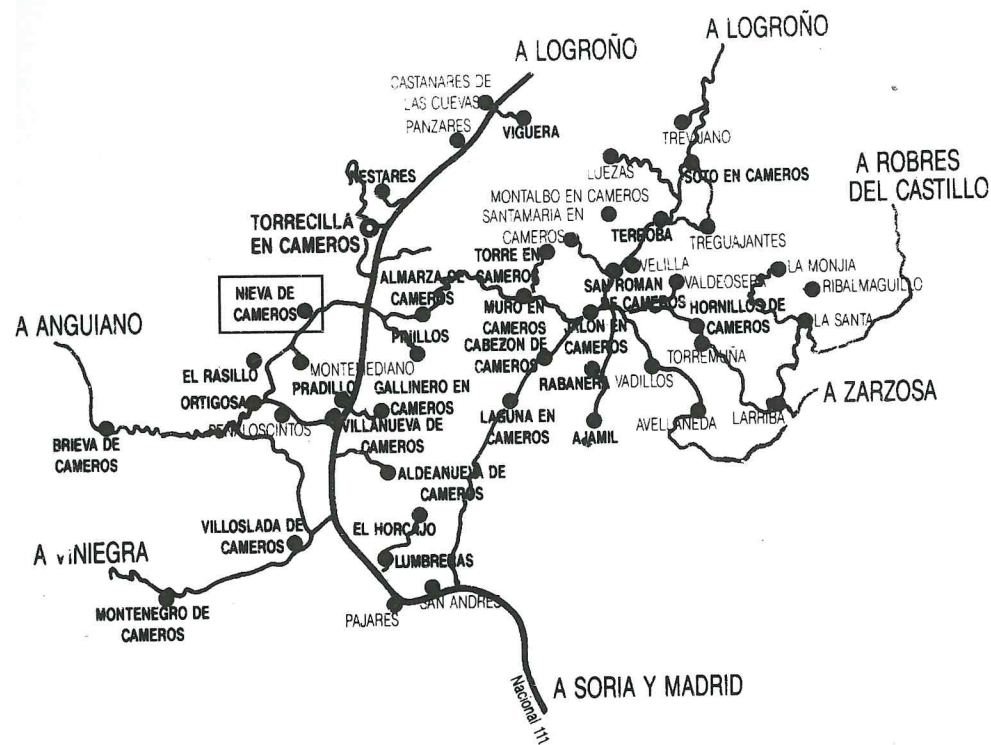 A LOGROÑO
A LOGROÑO
CASTANARES DE
LAS CUEVAS
PANZARES
VIGUERA
TREVIJANO
NESTARES
LUEZAS
SOTO EN CAMEROS
A ROBRES
DEL CASTILLO
MONTALBO EN CAMEROS
SANTAMARIA EN
CAMEROS
TORRECILLA
EN CAMEROS
TERROBA
TREGUAJANTES
TORRE EN
CAMEROS
VELILLA
LA MONJIA
ALMARZA DE
CAMEROS
SAN ROMAN
DE CAMEROS
VALDEOSERA
RIBALMAGUILLO
NIEVA DE
CAMEROS
MURO EN
CAMEROS
HORNILLOS DE
CAMEROS
LA SANTA
A ANGUIANO
PINILLOS
JALON EN
CAMEROS
CABEZON DE
CAMEROS
TORREMUÑA
EL RASILLO
MONTEMEDIANO
RABANERA
VADILLOS
PRADILLO
GALLINERO EN
CAMEROS
A ZARZOSA
ORTIGOSA
PEÑALOSCINTOS
VILLANUEVA DE
CAMEROS
LAGUNA EN
CAMEROS
AJAMIL
AVELLANEDA
LARRIBA
BRIEVA DE
CAMEROS
ALDEANUEVA DE
CAMEROS
VILLOSLADA DE
CAMEROS
EL HORCAJO
A VINIEGRA
LUMBRERAS
MONTENEGRO DE
CAMEROS
PAJARES
SAN ANDRES
A SORIA Y MADRID
Nacional 111